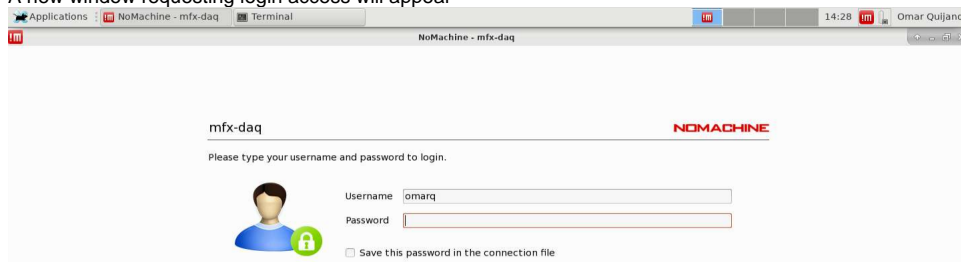 A new window requesting login access will appear
Applications NoMachine - mfx-daq Terminal !m 14:28 !m Omar Quijano
!m NoMachine - mfx-daq
mfx-daq NOMACHINE
Please type your username and password to login.
Username omarq
Password
Save this password in the connection file